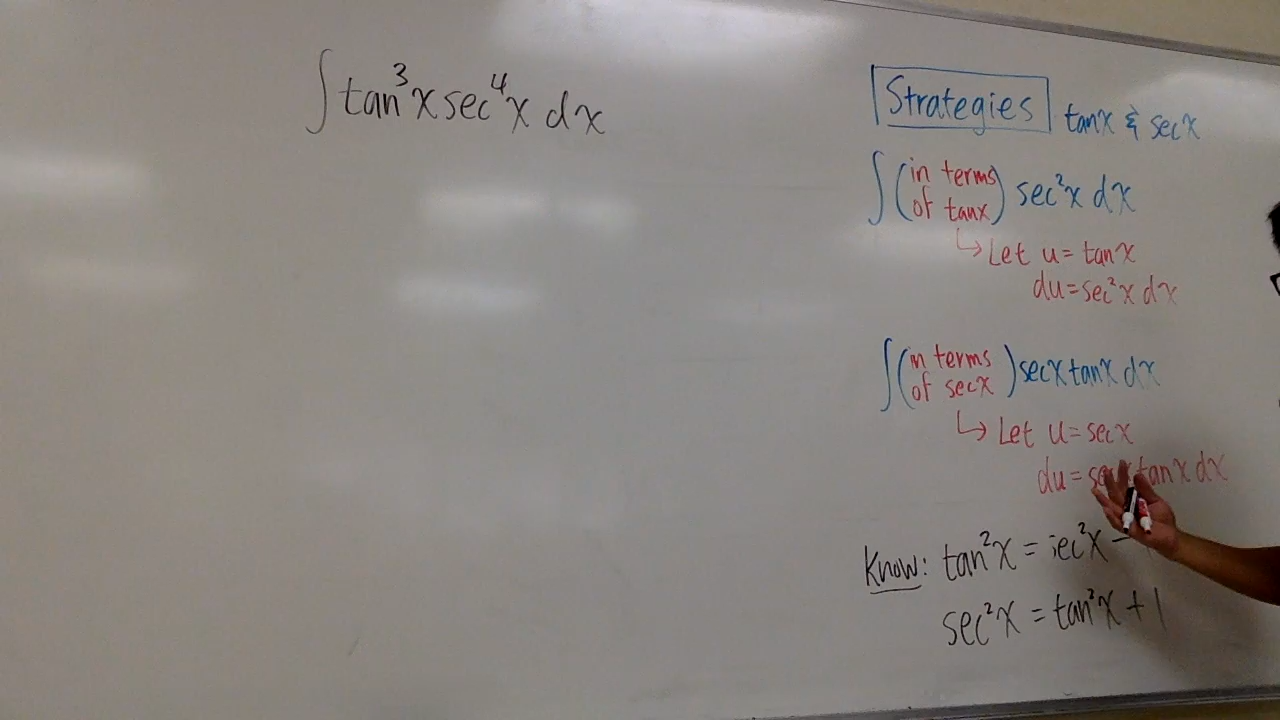 ∫ tan³x sec⁴x dx
Strategies tanx & secx
∫ (in terms of tanx) sec²x dx
↳ Let u = tanx
du = sec²x dx
∫ (in terms of secx) secx tanx dx
↳ Let u = secx
du = secx tanx dx
Know: tan²x = sec²x −
sec²x = tan²x + 1